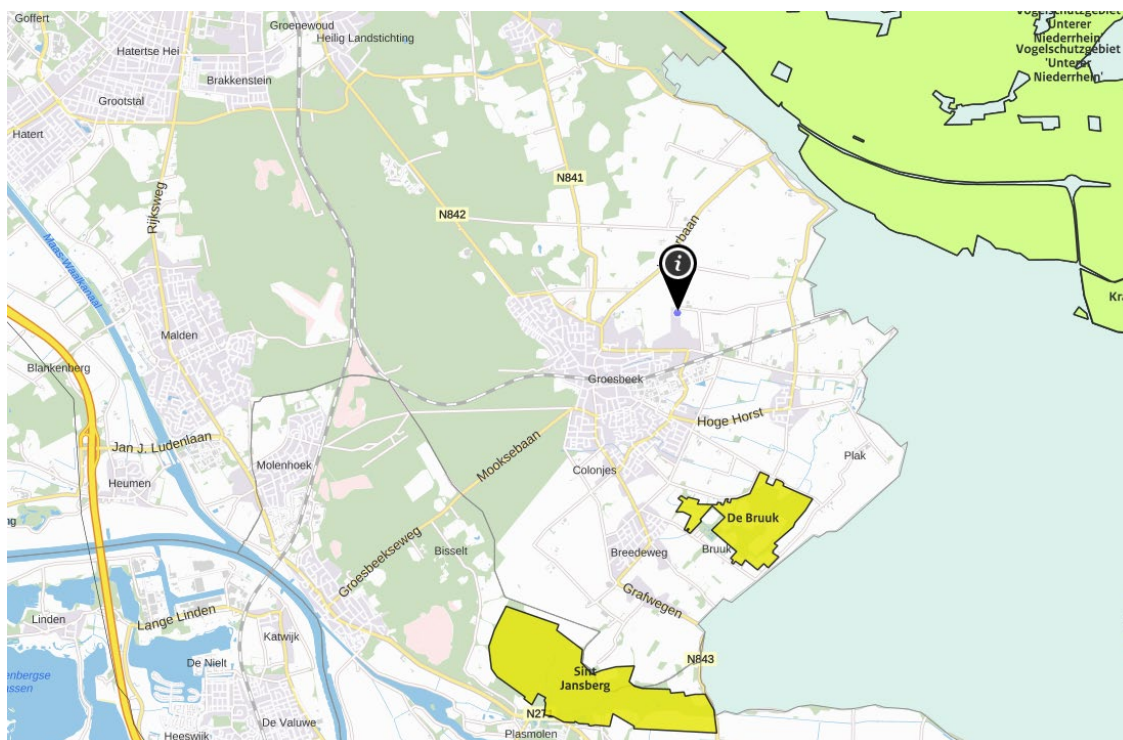 Goffert
Groenewoud
Heilig Landstichting
Hatertse Hei
Brakkenstein
Grootstal
Hatert
Vogelschutzgebiet
'Unterer
Niederrhein'
Vogelschutzgebiet
'Unterer
Niederrhein'
N841
Rijksweg
N842
Maas-Waalkanaal
i
Kra
Malden
Blankenberg
Groesbeek
Hoge Horst
Jan J. Ludenlaan
Mooksebaan
Plak
Molenhoek
Colonjes
Heumen
De Bruuk
Bruuk
Breedeweg
Bisselt
Groesbeekseweg
Grafwegen
Linden
Lange Linden
Katwijk
De Nielt
N843
Sint
Jansberg
N271
De Valuwe
Plasmolen
Heeswijk